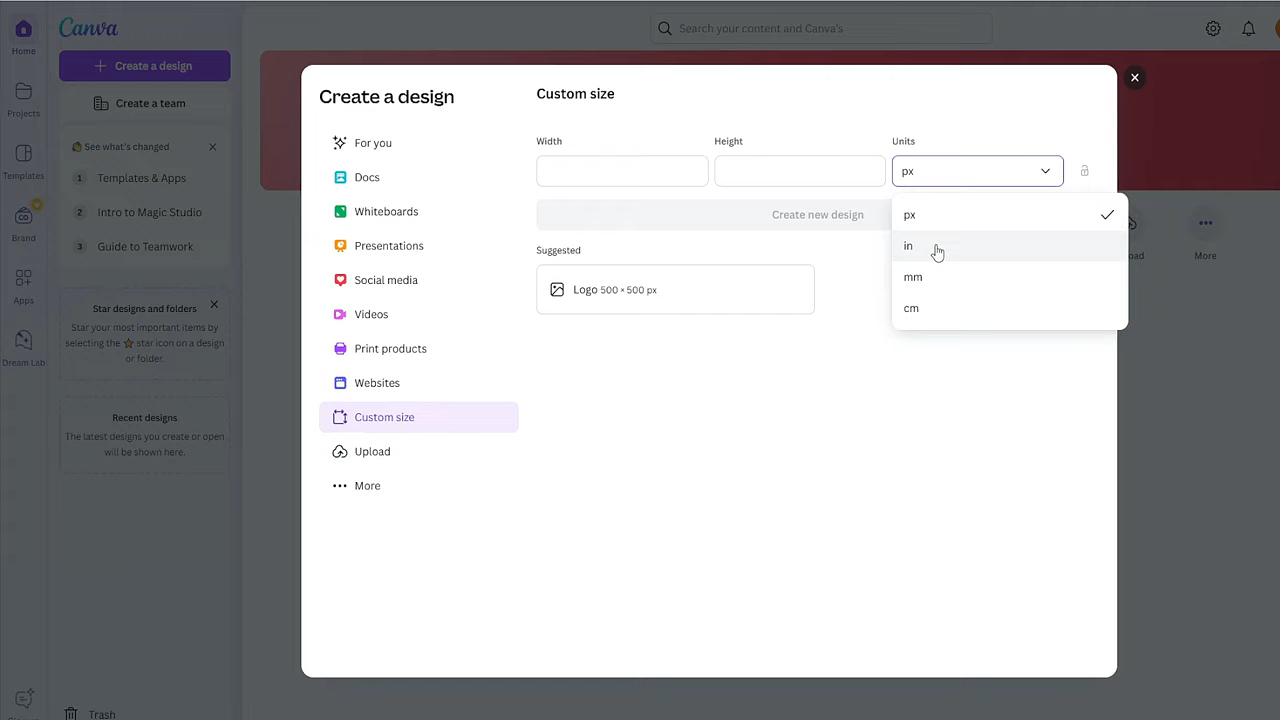 Canva
Search your content and Canva's
Home
Projects
Templates
Brand
Apps
Dream Lab
Create a design
Create a team
See what's changed
1 Templates & Apps
2 Intro to Magic Studio
3 Guide to Teamwork
Star designs and folders
Star your most important items by
selecting the ⭐ star icon on a design
or folder.
Recent designs
The latest designs you create or open
will be shown here.
Trash
Create a design
For you
Docs
Whiteboards
Presentations
Social media
Videos
Print products
Websites
Custom size
Upload
More
Custom size
Width
Height
Units
px
px
in
mm
cm
Create new design
Suggested
Logo 500 × 500 px
More